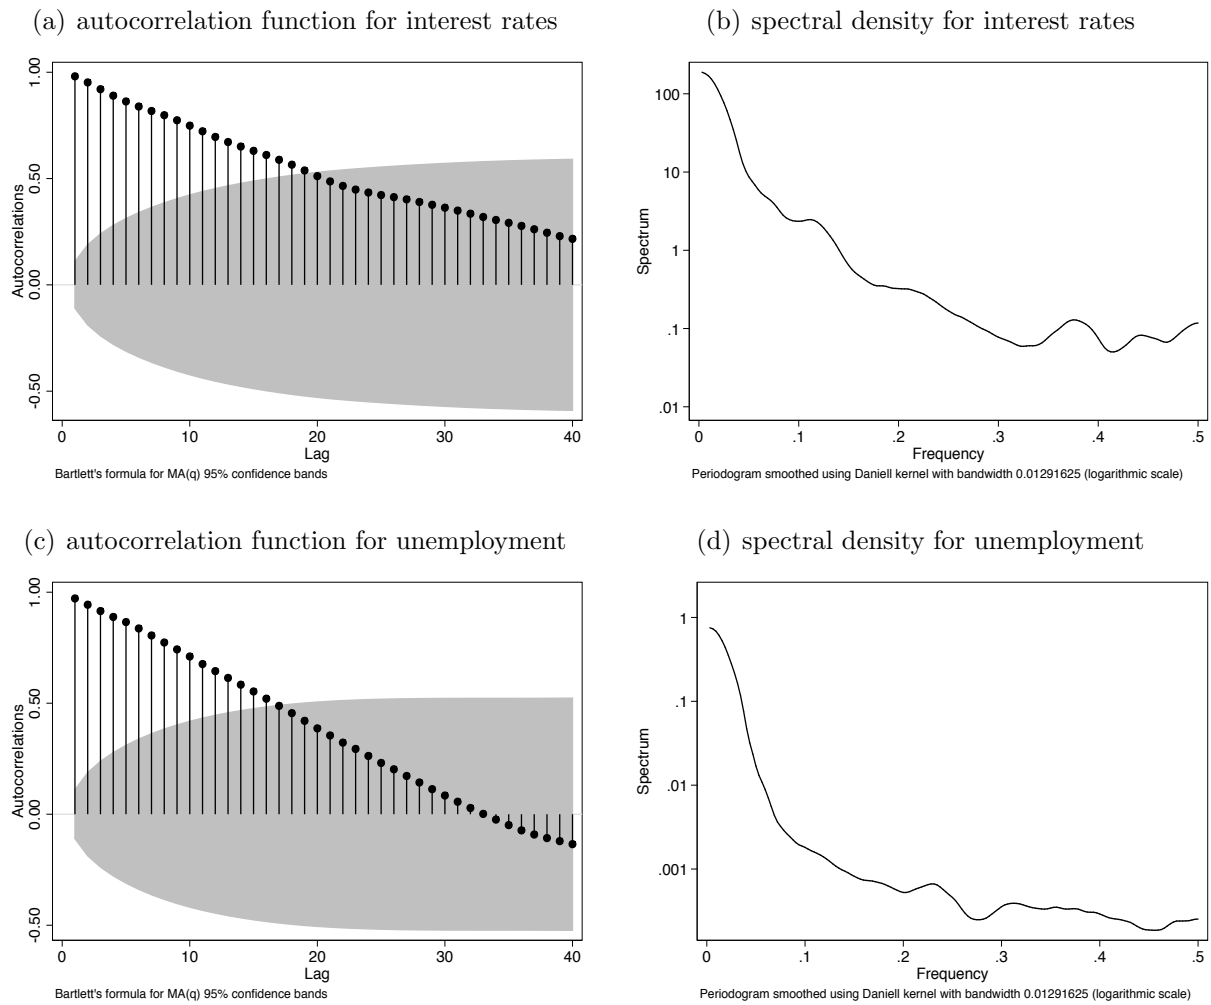 (a) autocorrelation function for interest rates
1.00
0.50
0.00
-0.50
Autocorrelations
0 10 20 30 40
Lag
Bartlett's formula for MA(q) 95% confidence bands
(b) spectral density for interest rates
100
10
1
.1
.01
Spectrum
0 .1 .2 .3 .4 .5
Frequency
Periodogram smoothed using Daniell kernel with bandwidth 0.01291625 (logarithmic scale)
(c) autocorrelation function for unemployment
1.00
0.50
0.00
-0.50
Autocorrelations
0 10 20 30 40
Lag
Bartlett's formula for MA(q) 95% confidence bands
(d) spectral density for unemployment
1
.1
.01
.001
Spectrum
0 .1 .2 .3 .4 .5
Frequency
Periodogram smoothed using Daniell kernel with bandwidth 0.01291625 (logarithmic scale)